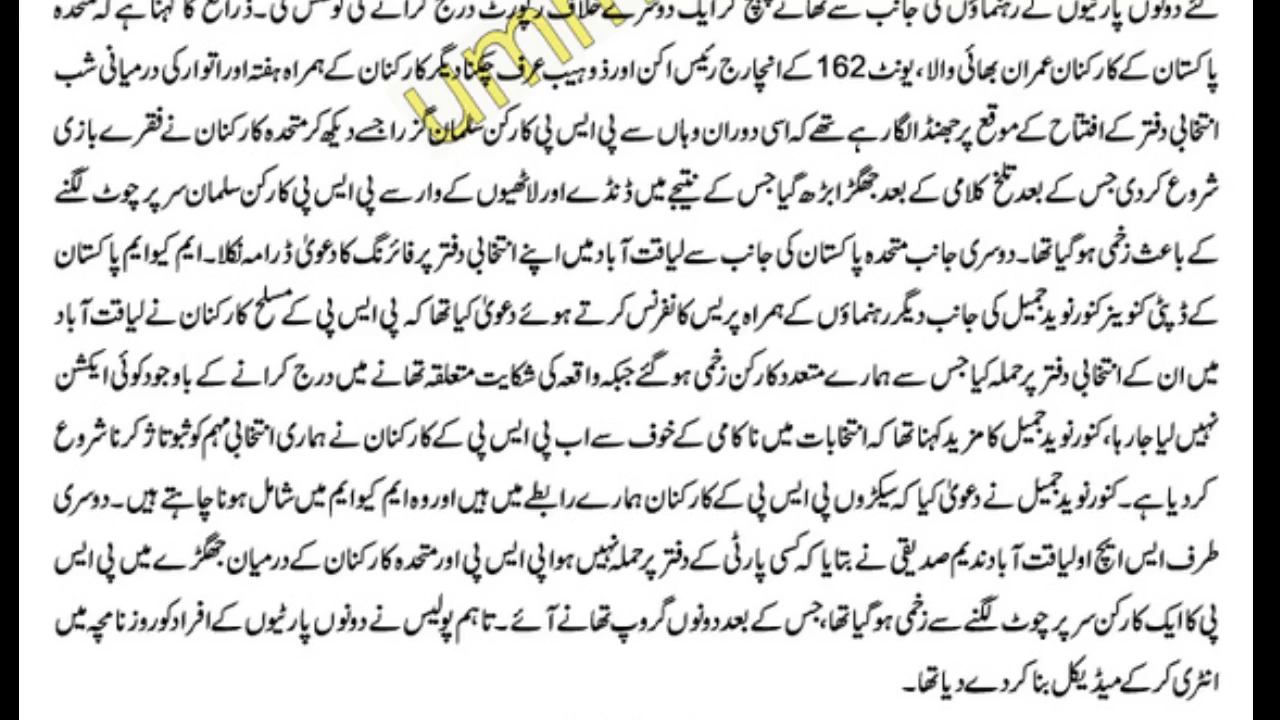 گئے دونوں پارٹیوں کے رہنماؤں کی جانب سے تھانے پہنچ کر ایک دوسرے خلاف رپورٹ درج کرانے کی کوشش کی۔ ذرائع کا کہنا ہے کہ متحدہ
پاکستان کے کارکنان عمران بھائی والا، یونٹ 162 کے انچارج رئیس اکن اور ذوہیب عرف چکنا دیگر کارکنان کے ہمراہ ہفتہ اور اتوار کی درمیانی شب
انتخابی دفتر کے افتتاح کے موقع پر جھنڈا لگا رہے تھے کہ اسی دوران وہاں سے پی ایس پی کارکن سلمان گزرا جسے دیکھ کر متحدہ کارکنان نے فقرے بازی
شروع کردی جس کے بعد تلخ کلامی کے بعد جھگڑا بڑھ گیا جس کے نتیجے میں ڈنڈے اور لاٹھیوں کے وار سے پی ایس پی کارکن سلمان سر پر چوٹ لگنے
کے باعث زخمی ہوگیا تھا۔ دوسری جانب متحدہ پاکستان کی جانب سے لیاقت آباد میں اپنے انتخابی دفتر پر فائرنگ کا دعویٰ ڈرامہ نکلا۔ ایم کیو ایم پاکستان
کے ڈپٹی کنوینر کنور نوید جمیل کی جانب دیگر رہنماؤں کے ہمراہ پریس کانفرنس کرتے ہوئے دعویٰ کیا تھا کہ پی ایس پی کے مسلح کارکنان نے لیاقت آباد
میں ان کے انتخابی دفتر پر حملہ کیا جس سے ہمارے متعدد کارکن زخمی ہوگئے جبکہ واقعہ کی شکایت متعلقہ تھانے میں درج کرانے کے باوجود کوئی ایکشن
نہیں لیا جارہا، کنور نوید جمیل کا مزید کہنا تھا کہ انتخابات میں ناکامی کے خوف سے اب پی ایس پی کے کارکنان نے ہماری انتخابی مہم کو ثبوتاژ کرنا شروع
کردیا ہے۔ کنور نوید جمیل نے دعویٰ کیا کہ سیکڑوں پی ایس پی کے کارکنان ہمارے رابطے میں ہیں اور وہ ایم کیو ایم میں شامل ہونا چاہتے ہیں۔ دوسری
طرف ایس ایچ او لیاقت آباد ندیم صدیقی نے بتایا کہ کسی پارٹی کے دفتر پر حملہ نہیں ہوا پی ایس پی اور متحدہ کارکنان کے درمیان جھگڑے میں پی ایس
پی کا ایک کارکن سر پر چوٹ لگنے سے زخمی ہوگیا تھا، جس کے بعد دونوں گروپ تھانے آئے۔ تاہم پولیس نے دونوں پارٹیوں کے افراد کو روزنامچہ میں
انٹری کرکے میڈیکل بنا کر دے دیا تھا۔